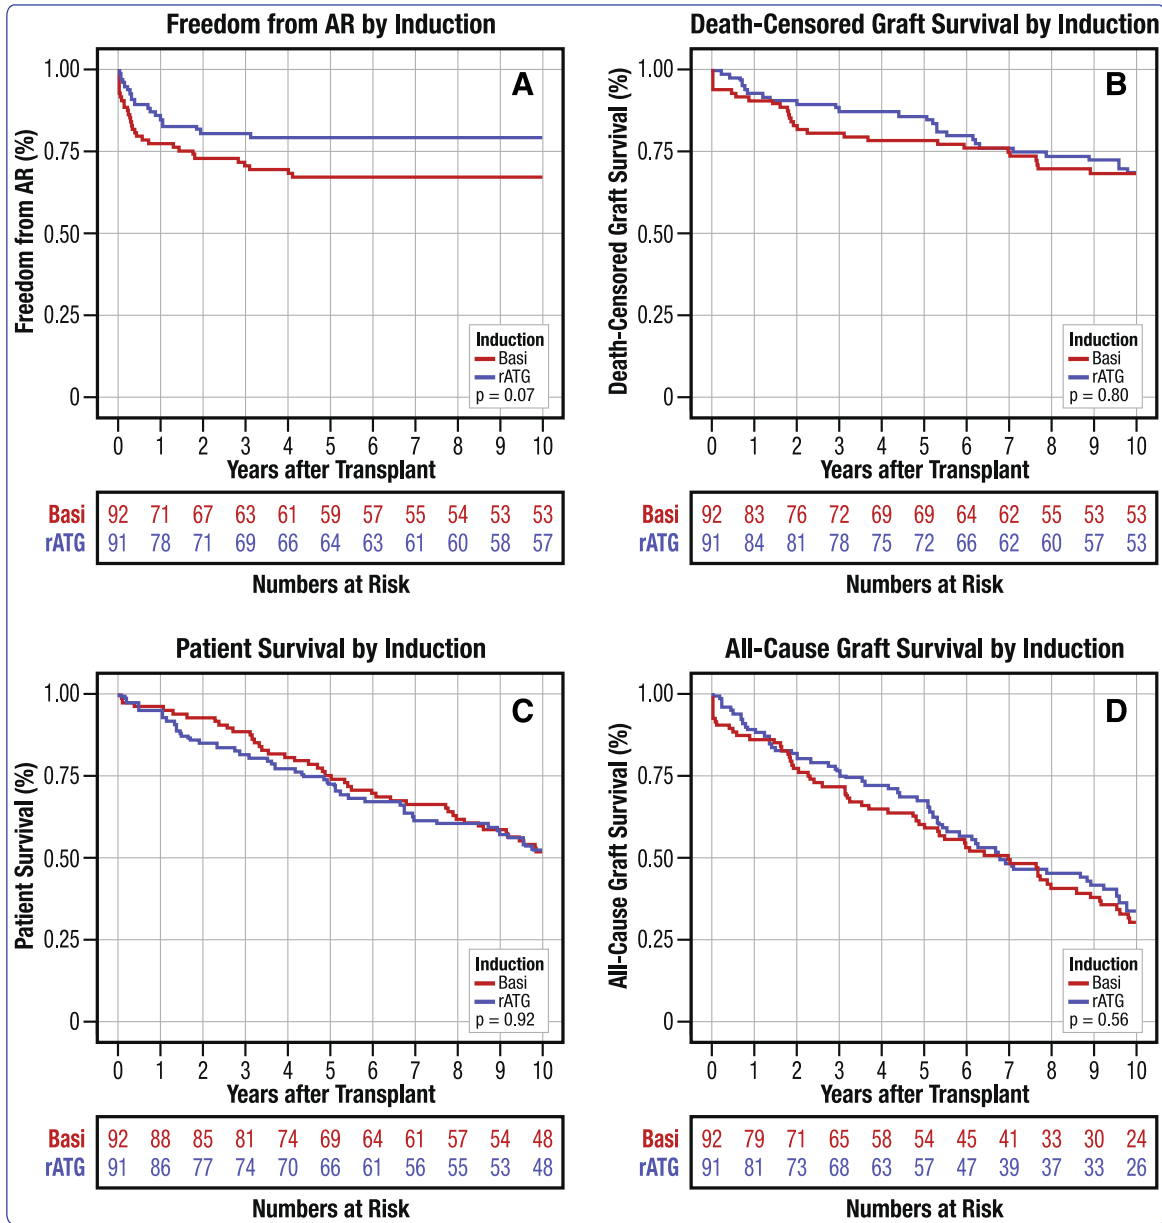 Freedom from AR by Induction
A
Freedom from AR (%)
1.00
0.75
0.50
0.25
0
Induction
Basi
rATG
p = 0.07
0 1 2 3 4 5 6 7 8 9 10
Years after Transplant
Basi 92 71 67 63 61 59 57 55 54 53 53
rATG 91 78 71 69 66 64 63 61 60 58 57
Numbers at Risk
Death-Censored Graft Survival by Induction
B
Death-Censored Graft Survival (%)
1.00
0.75
0.50
0.25
0
Induction
Basi
rATG
p = 0.80
0 1 2 3 4 5 6 7 8 9 10
Years after Transplant
Basi 92 83 76 72 69 69 64 62 55 53 53
rATG 91 84 81 78 75 72 66 62 60 57 53
Numbers at Risk
Patient Survival by Induction
C
Patient Survival (%)
1.00
0.75
0.50
0.25
0
Induction
Basi
rATG
p = 0.92
0 1 2 3 4 5 6 7 8 9 10
Years after Transplant
Basi 92 88 85 81 74 69 64 61 57 54 48
rATG 91 86 77 74 70 66 61 56 55 53 48
Numbers at Risk
All-Cause Graft Survival by Induction
D
All-Cause Graft Survival (%)
1.00
0.75
0.50
0.25
0
Induction
Basi
rATG
p = 0.56
0 1 2 3 4 5 6 7 8 9 10
Years after Transplant
Basi 92 79 71 65 58 54 45 41 33 30 24
rATG 91 81 73 68 63 57 47 39 37 33 26
Numbers at Risk